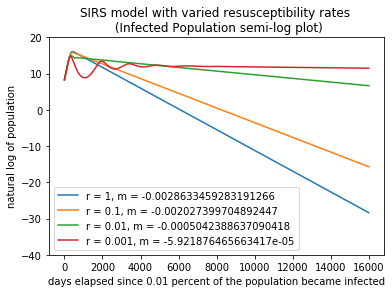 SIRS model with varied resusceptibility rates
(Infected Population semi-log plot)
natural log of population
20
10
0
−10
−20
−30
−40
r = 1, m = -0.0028633459283191266
r = 0.1, m = -0.002027399704892447
r = 0.01, m = -0.0005042388637090418
r = 0.001, m = -5.921876465663417e-05
0 2000 4000 6000 8000 10000 12000 14000 16000
days elapsed since 0.01 percent of the population became infected